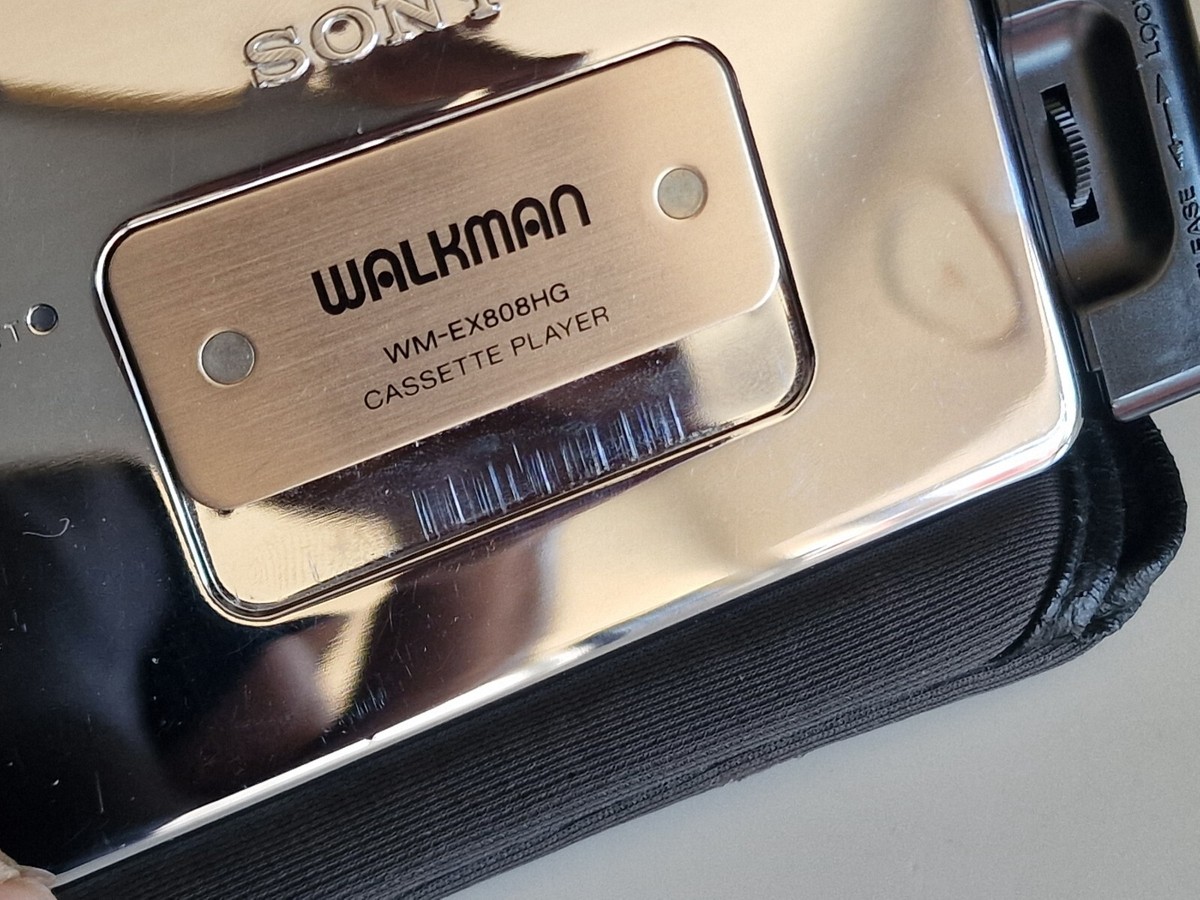 SONY
WALKMAN
WM-EX808HG
CASSETTE PLAYER